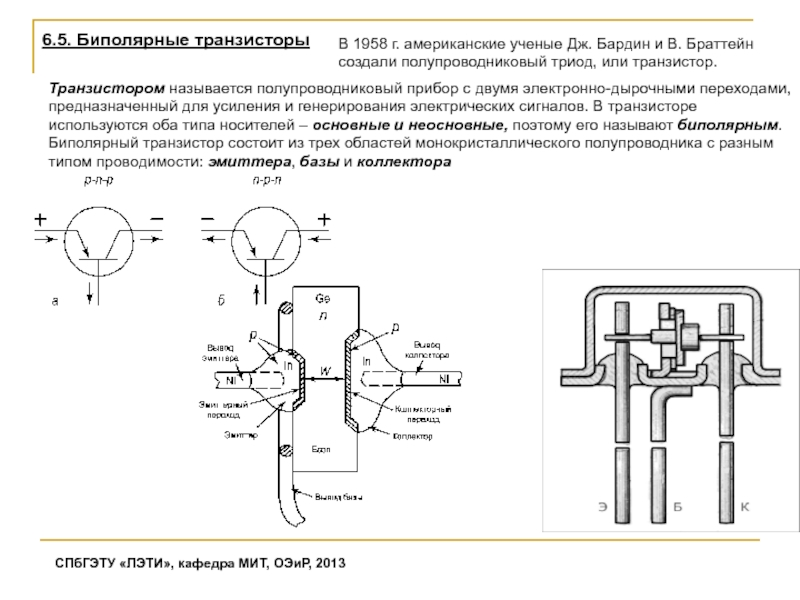 6.5. Биполярные транзисторы
В 1958 г. американские ученые Дж. Бардин и В. Браттейн
создали полупроводниковый триод, или транзистор.
Транзистором называется полупроводниковый прибор с двумя электронно-дырочными переходами,
предназначенный для усиления и генерирования электрических сигналов. В транзисторе
используются оба типа носителей – основные и неосновные, поэтому его называют биполярным.
Биполярный транзистор состоит из трех областей монокристаллического полупроводника с разным
типом проводимости: эмиттера, базы и коллектора
p-n-p
n-p-n
+ −
− +
а
б
Ge
n
p
p
Вывод
эмиттера
Вывод
коллектора
In
In
W
Ni
Ni
Эмиттерный
переход
Коллекторный
переход
Эмиттер
Коллектор
База
Вывод базы
Э Б К
СПбГЭТУ «ЛЭТИ», кафедра МИТ, ОЭиР, 2013